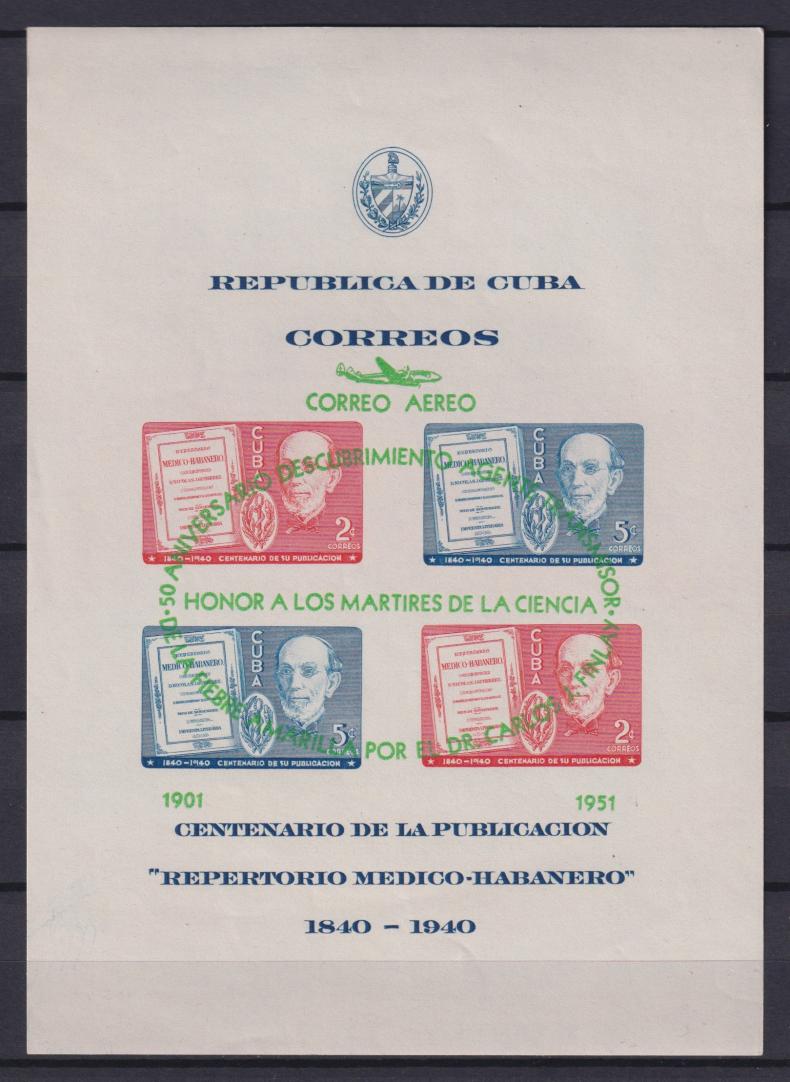 REPUBLICA DE CUBA
CORREOS
CORREO AEREO
REPERTORIO
MEDICO-HABANERO
CUBA
2¢
CORREOS
★ 1840-1940 CENTENARIO DE SU PUBLICACION ★
REPERTORIO
MEDICO-HABANERO
CUBA
5¢
CORREOS
1840-1940 CENTENARIO DE SU PUBLICACION
·50 ANIVERSARIO DESCUBRIMIENTO AGENTE TRANSMISOR·
HONOR A LOS MARTIRES DE LA CIENCIA
DE LA FIEBRE AMARILLA POR EL DR. CARLOS J. FINLAY
REPERTORIO
MEDICO-HABANERO
CUBA
5¢
CORREOS
1840-1940 CENTENARIO DE SU PUBLICACION
REPERTORIO
MEDICO-HABANERO
CUBA
2¢
CORREOS
★ 1840-1940 CENTENARIO DE SU PUBLICACION ★
1901 1951
CENTENARIO DE LA PUBLICACION
"REPERTORIO MEDICO-HABANERO"
1840 - 1940